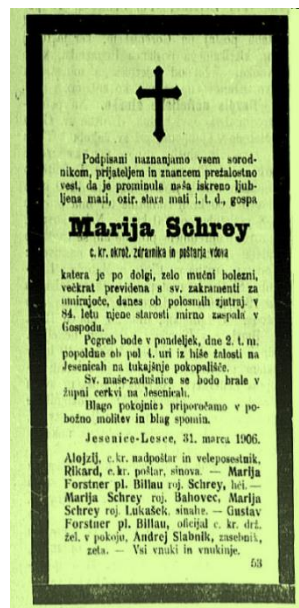 Podpisani naznanjamo vsem sorod-
nikom, prijateljem in znancem prežalostno
vest, da je preminula naša iskreno ljub-
ljena mati, ozir. stara mati i. t. d., gospa
Marija Schrey
c. kr. okrož. zdravnika in poštarja vdova
katera je po dolgi, zelo mučni bolezni,
večkrat previdena s sv. zakramenti za
umirajoče, danes ob polosmih zjutraj, v
84. letu njene starosti mirno zaspala v
Gospodu.
Pogreb bode v pondeljek, dne 2. t. m.
popoldne ob pol 4. uri iz hiše žalosti na
Jesenicah na tukajšnje pokopališče.
Sv. maše-zadušnice se bodo brale v
župni cerkvi na Jesenicah.
Blago pokojnico priporočamo v po-
božno molitev in blag spomin.
Jesenice-Lesce, 31. marca 1906.
Alojzij, c. kr. nadpoštar in veleposestnik,
Rikard, c. kr. poštar, sinova. — Marija
Forstner pl. Billau roj. Schrey, hči. —
Marija Schrey roj. Bahovec, Marija
Schrey roj. Lukašek, sinahe. — Gustav
Forstner pl. Billau, oficijal c. kr. drž.
žel. v pokoju, Andrej Slabnik, zasebnik,
zeta. — Vsi vnuki in vnukinje.
53